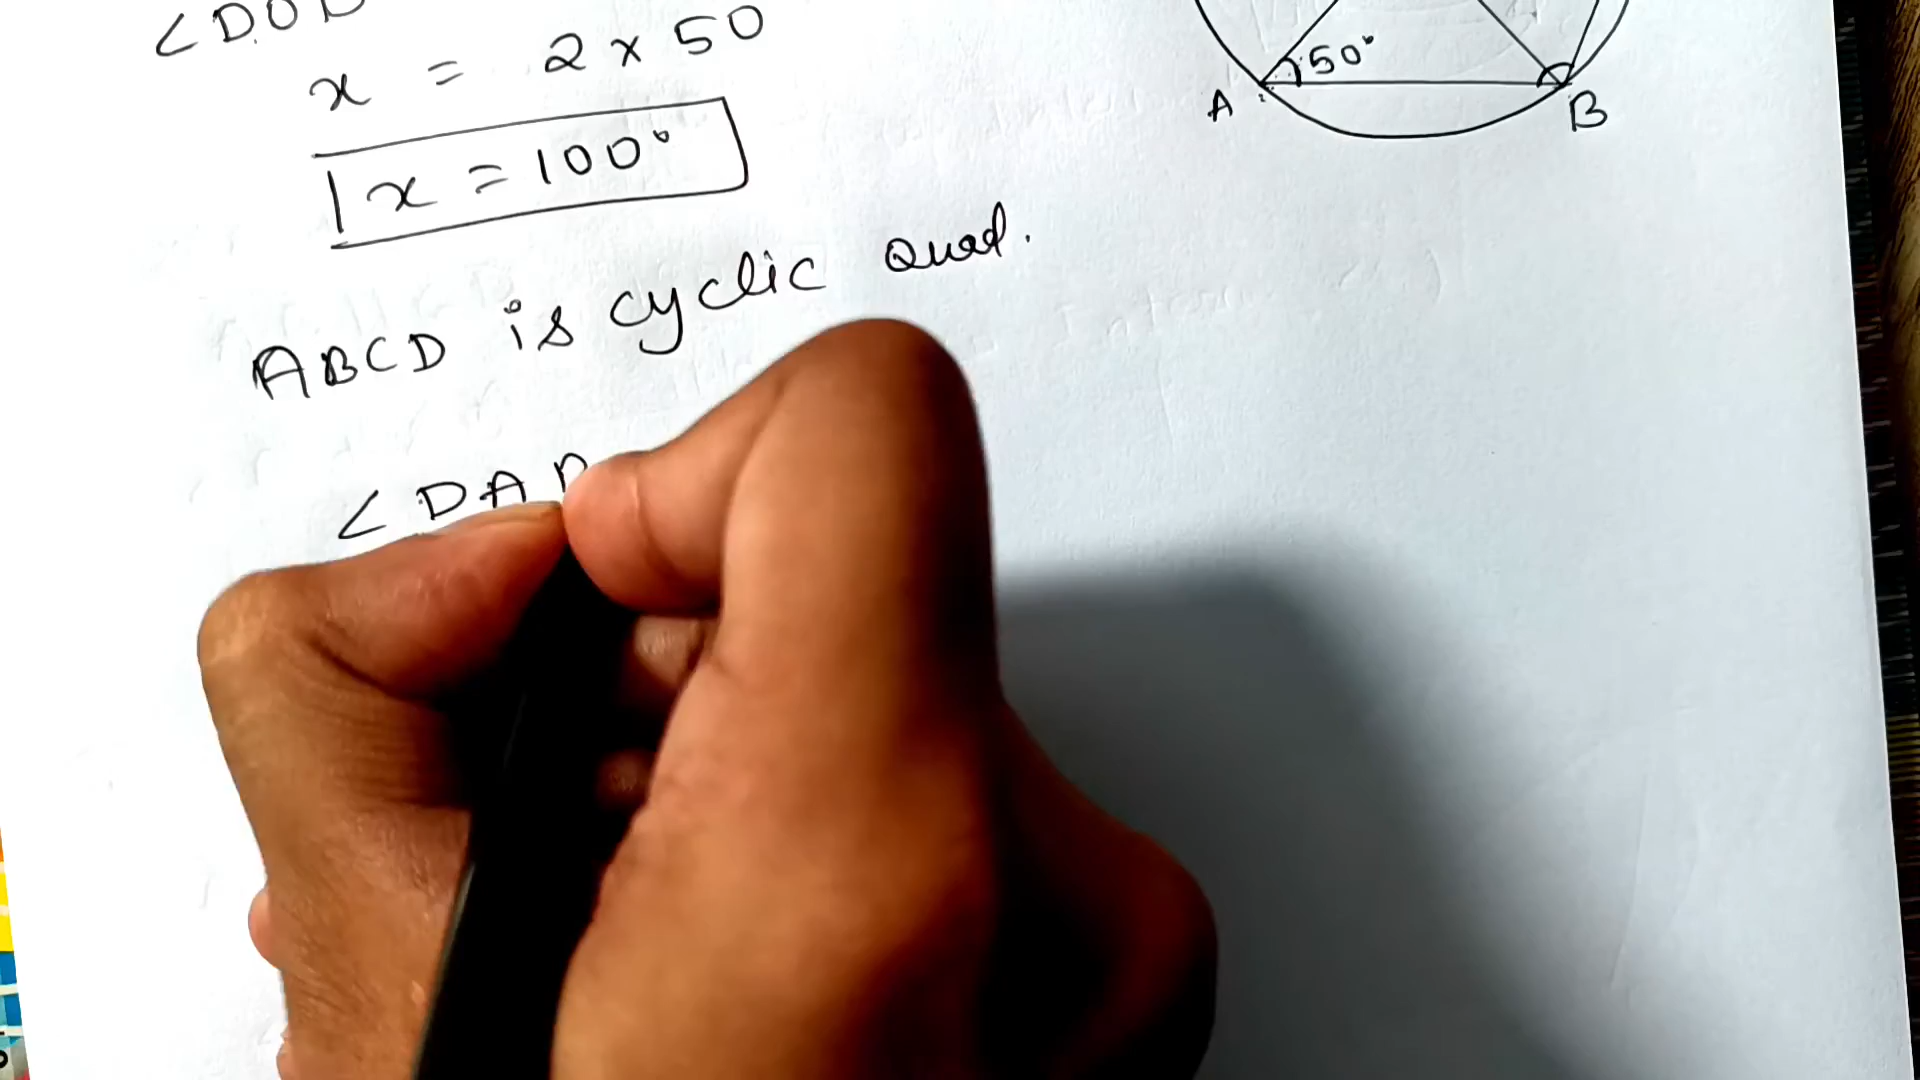 x = 2 x 50
x = 100°
ABCD is cyclic Quad.
50°
A
B